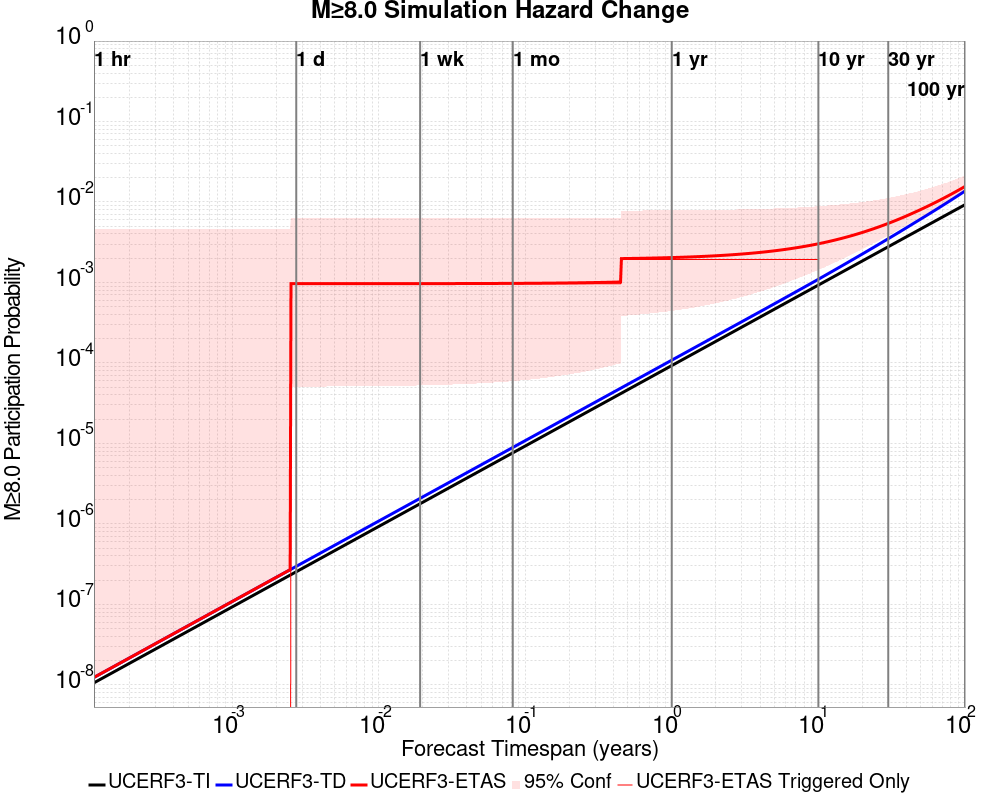 M≥8.0 Simulation Hazard Change
10^0
10^-1
10^-2
10^-3
10^-4
10^-5
10^-6
10^-7
10^-8
M≥8.0 Participation Probability
1 hr 1 d 1 wk 1 mo 1 yr 10 yr 30 yr
100 yr
10^-3 10^-2 10^-1 10^0 10^1 10^2
Forecast Timespan (years)
UCERF3-TI UCERF3-TD UCERF3-ETAS 95% Conf UCERF3-ETAS Triggered Only